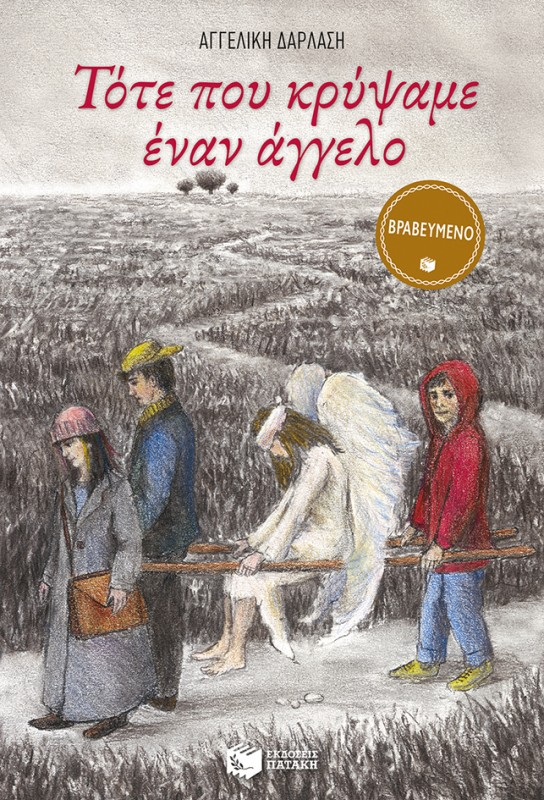 ΑΓΓΕΛΙΚΗ ΔΑΡΛΑΣΗ
Τότε που κρύψαμε
έναν άγγελο
ΒΡΑΒΕΥΜΕΝΟ
ΕΚΔΟΣΕΙΣ
ΠΑΤΑΚΗ